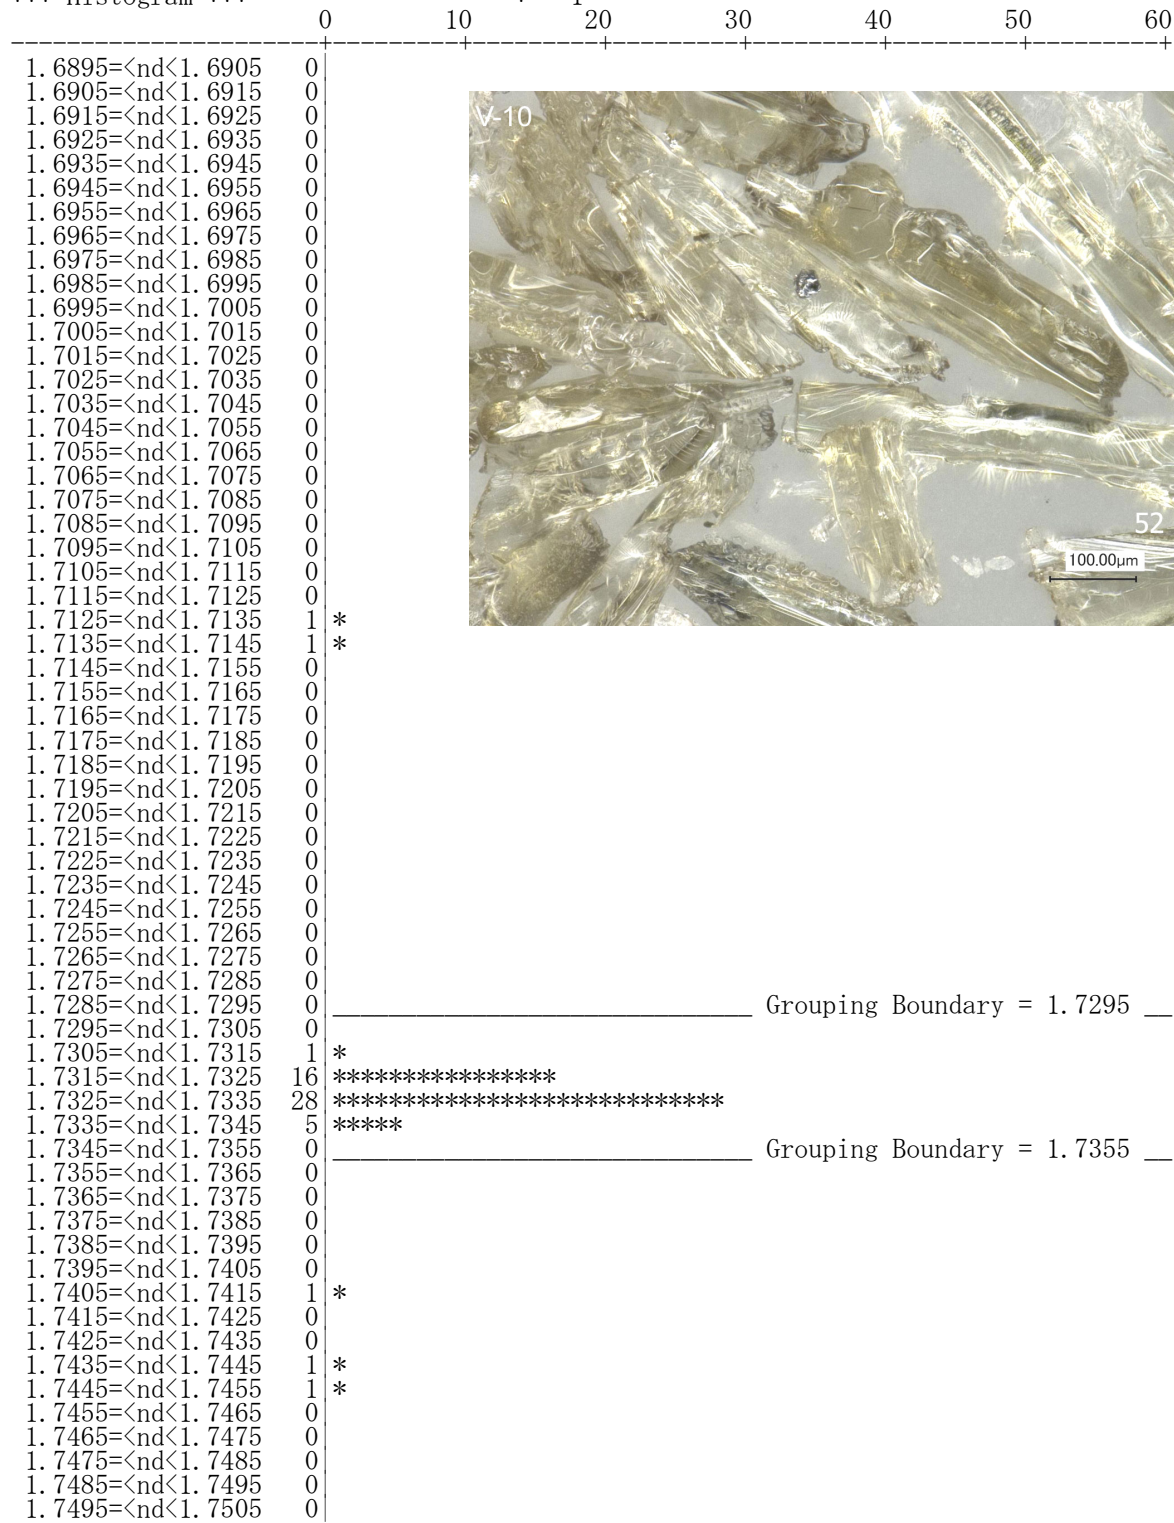 0 10 20 30 40 50 60
1.6895=<nd<1.6905 0
1.6905=<nd<1.6915 0
1.6915=<nd<1.6925 0
1.6925=<nd<1.6935 0
1.6935=<nd<1.6945 0
1.6945=<nd<1.6955 0
1.6955=<nd<1.6965 0
1.6965=<nd<1.6975 0
1.6975=<nd<1.6985 0
1.6985=<nd<1.6995 0
1.6995=<nd<1.7005 0
1.7005=<nd<1.7015 0
1.7015=<nd<1.7025 0
1.7025=<nd<1.7035 0
1.7035=<nd<1.7045 0
1.7045=<nd<1.7055 0
1.7055=<nd<1.7065 0
1.7065=<nd<1.7075 0
1.7075=<nd<1.7085 0
1.7085=<nd<1.7095 0
1.7095=<nd<1.7105 0
1.7105=<nd<1.7115 0
1.7115=<nd<1.7125 0
1.7125=<nd<1.7135 1 *
1.7135=<nd<1.7145 1 *
1.7145=<nd<1.7155 0
1.7155=<nd<1.7165 0
1.7165=<nd<1.7175 0
1.7175=<nd<1.7185 0
1.7185=<nd<1.7195 0
1.7195=<nd<1.7205 0
1.7205=<nd<1.7215 0
1.7215=<nd<1.7225 0
1.7225=<nd<1.7235 0
1.7235=<nd<1.7245 0
1.7245=<nd<1.7255 0
1.7255=<nd<1.7265 0
1.7265=<nd<1.7275 0
1.7275=<nd<1.7285 0
1.7285=<nd<1.7295 0 Grouping Boundary = 1.7295
1.7295=<nd<1.7305 0
1.7305=<nd<1.7315 1 *
1.7315=<nd<1.7325 16 ****************
1.7325=<nd<1.7335 28 ****************************
1.7335=<nd<1.7345 5 *****
1.7345=<nd<1.7355 0 Grouping Boundary = 1.7355
1.7355=<nd<1.7365 0
1.7365=<nd<1.7375 0
1.7375=<nd<1.7385 0
1.7385=<nd<1.7395 0
1.7395=<nd<1.7405 0
1.7405=<nd<1.7415 1 *
1.7415=<nd<1.7425 0
1.7425=<nd<1.7435 0
1.7435=<nd<1.7445 1 *
1.7445=<nd<1.7455 1 *
1.7455=<nd<1.7465 0
1.7465=<nd<1.7475 0
1.7475=<nd<1.7485 0
1.7485=<nd<1.7495 0
1.7495=<nd<1.7505 0
V-10
52
100.00μm